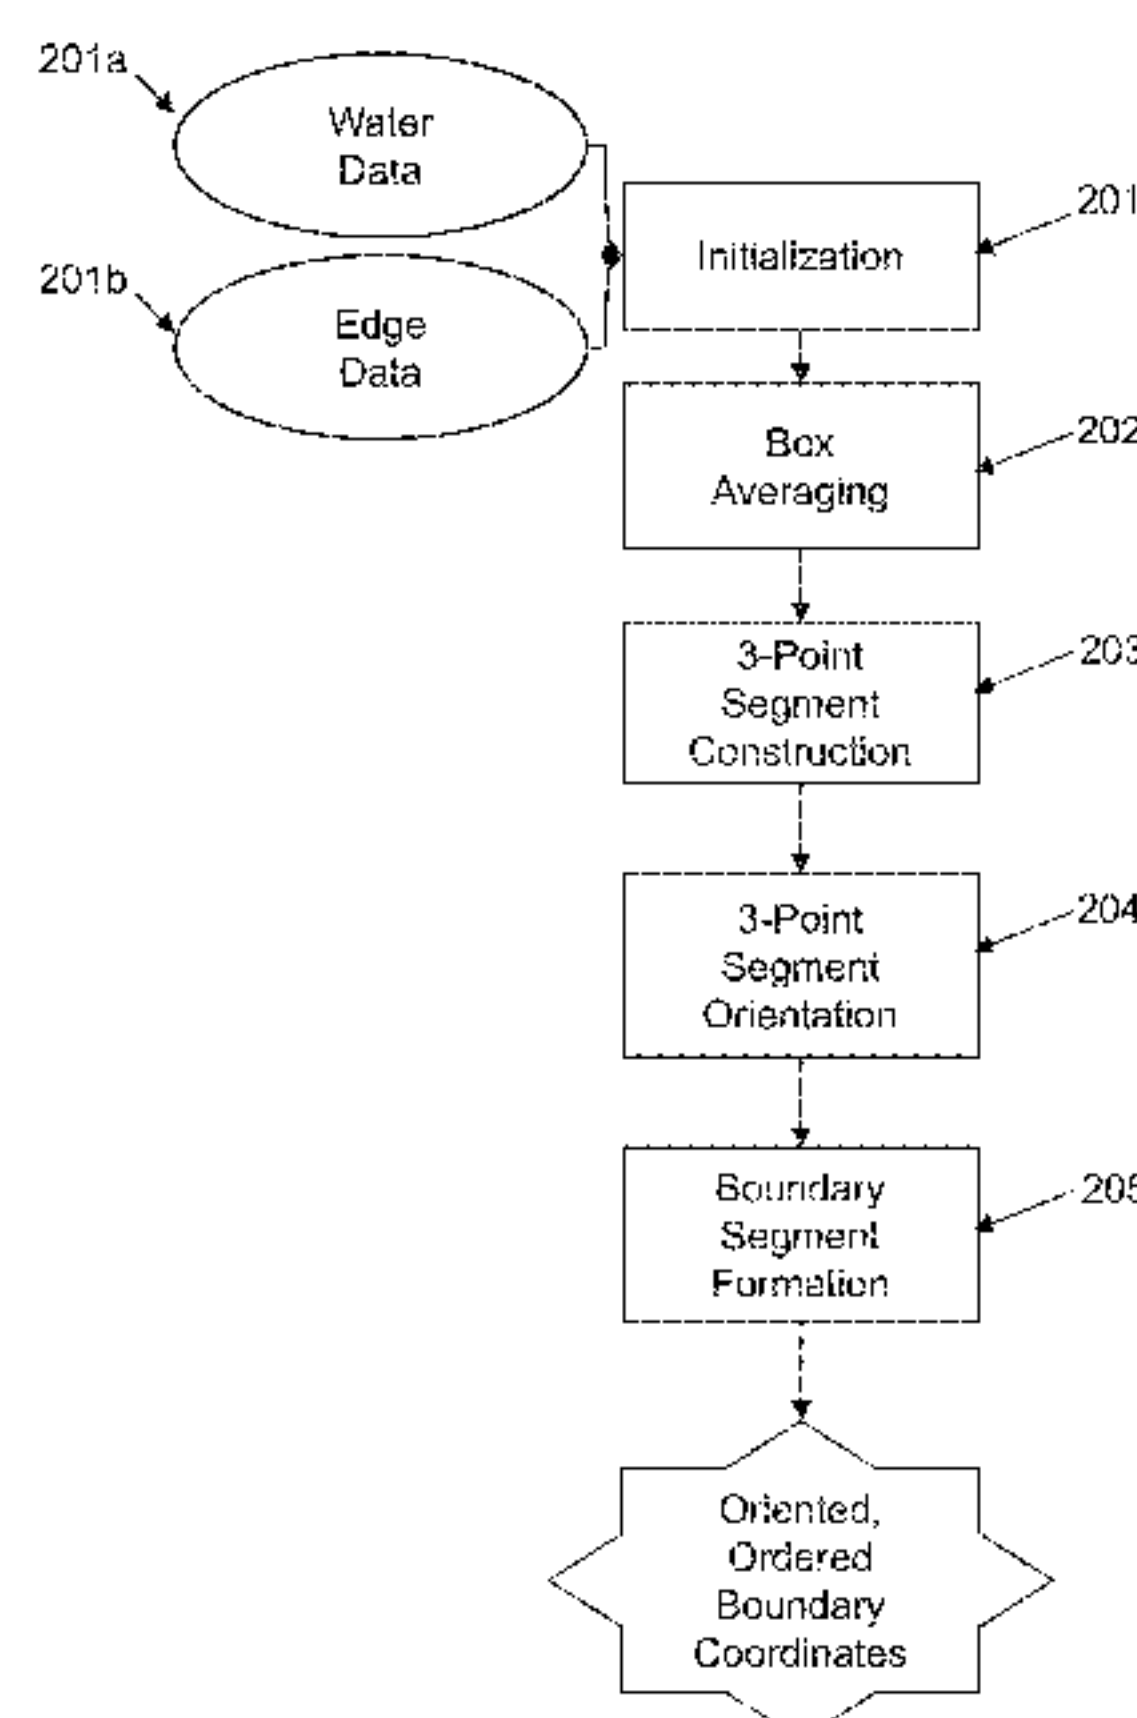 201a
Water
Data
201
Initialization
201b
Edge
Data
202
Box
Averaging
203
3-Point
Segment
Construction
204
3-Point
Segment
Orientation
205
Boundary
Segment
Formation
Oriented,
Ordered
Boundary
Coordinates